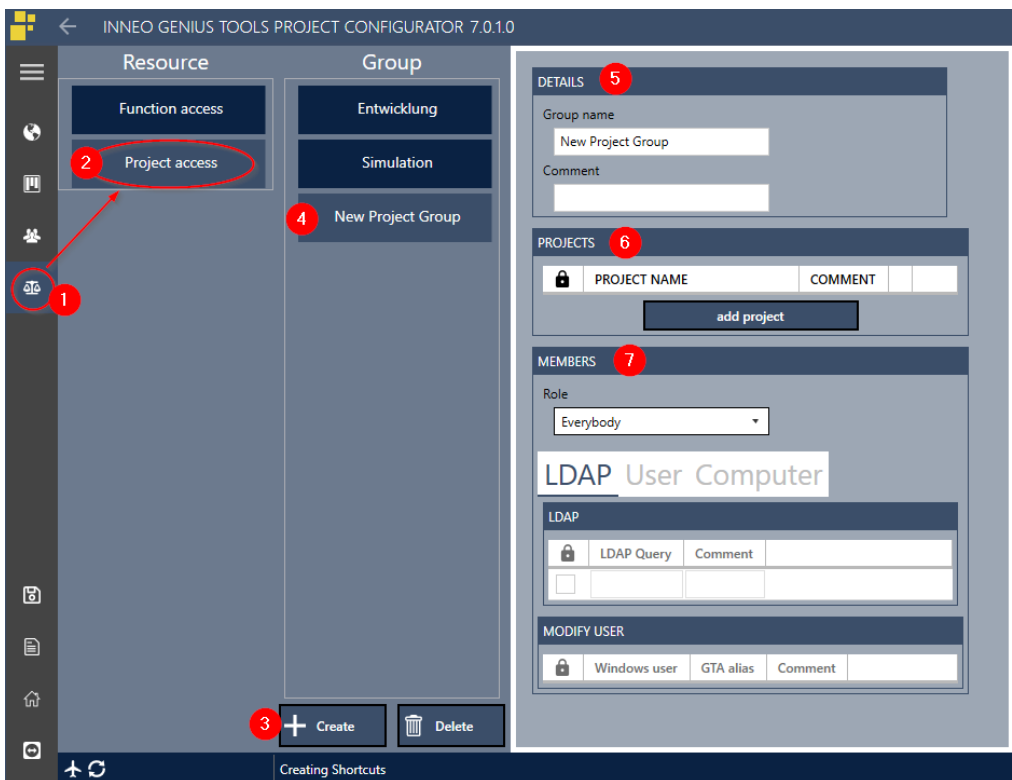 INNEO GENIUS TOOLS PROJECT CONFIGURATOR 7.0.1.0
Resource
Function access
2 Project access
1
Group
Entwicklung
Simulation
4 New Project Group
3 Create
Delete
DETAILS 5
Group name
New Project Group
Comment
PROJECTS 6
PROJECT NAME COMMENT
add project
MEMBERS 7
Role
Everybody
LDAP User Computer
LDAP
LDAP Query Comment
MODIFY USER
Windows user GTA alias Comment
Creating Shortcuts